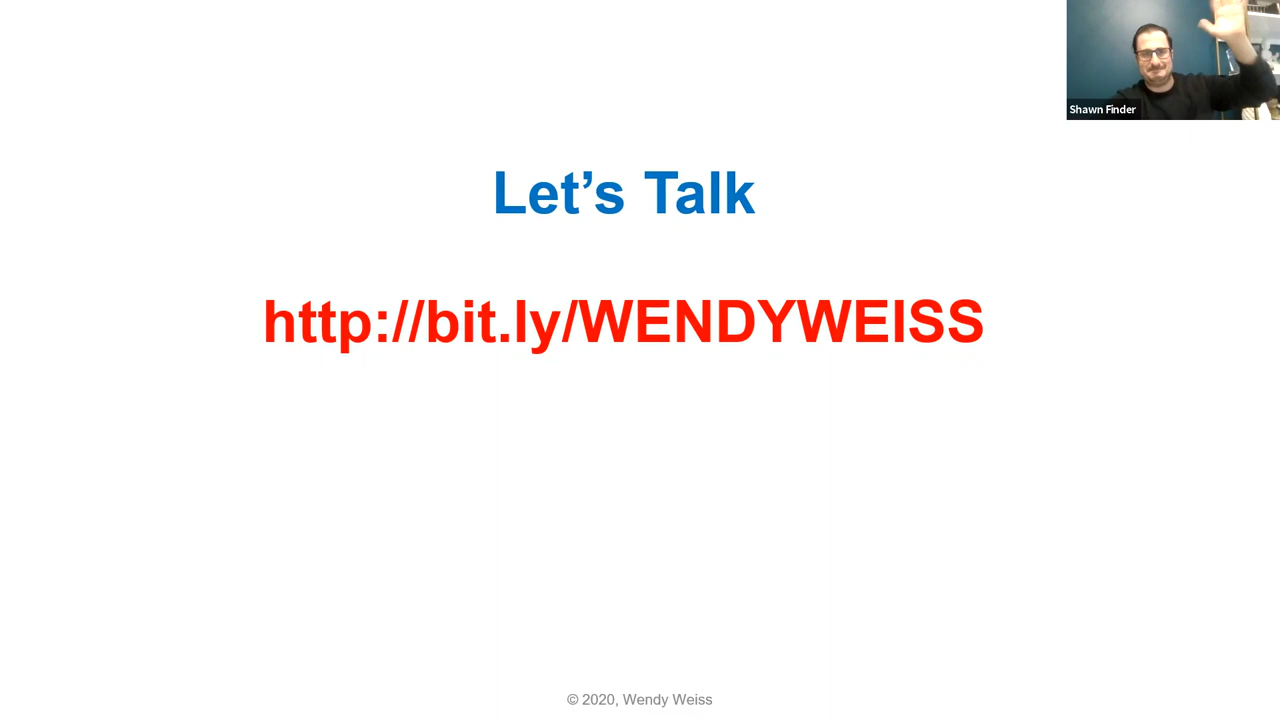 Shawn Finder
Let’s Talk
http://bit.ly/WENDYWEISS
© 2020, Wendy Weiss